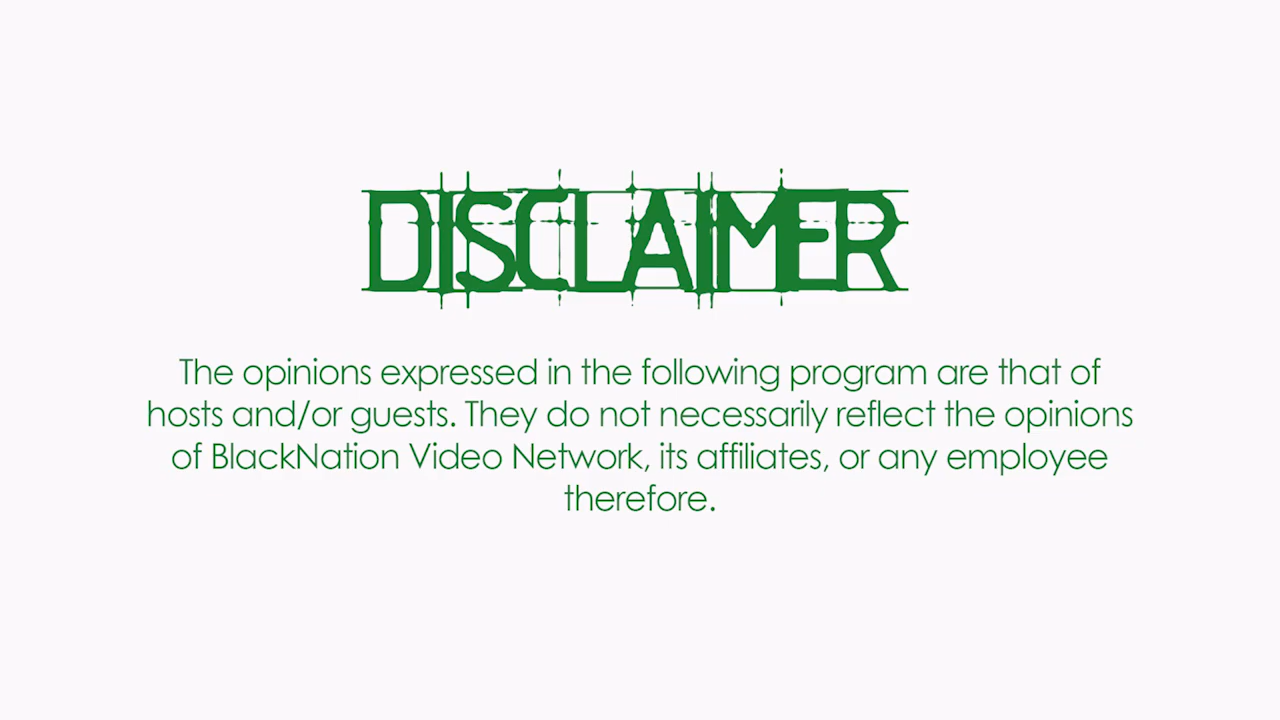 DISCLAIMER
The opinions expressed in the following program are that of
hosts and/or guests. They do not necessarily reflect the opinions
of BlackNation Video Network, its affiliates, or any employee
therefore.